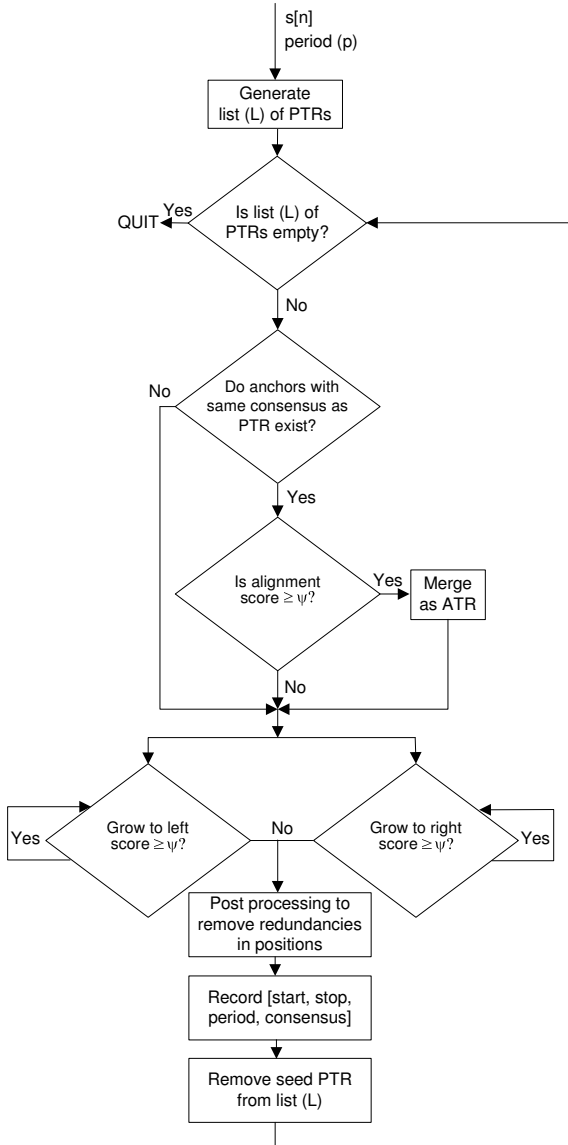 s[n]
period (p)
Generate
list (L) of PTRs
QUIT
Yes
Is list (L) of
PTRs empty?
No
No
Do anchors with
same consensus as
PTR exist?
Yes
Is alignment
score ≥ ψ?
Yes
Merge
as ATR
No
Yes
Grow to left
score ≥ ψ?
No
Grow to right
score ≥ ψ?
Yes
Post processing to
remove redundancies
in positions
Record [start, stop,
period, consensus]
Remove seed PTR
from list (L)